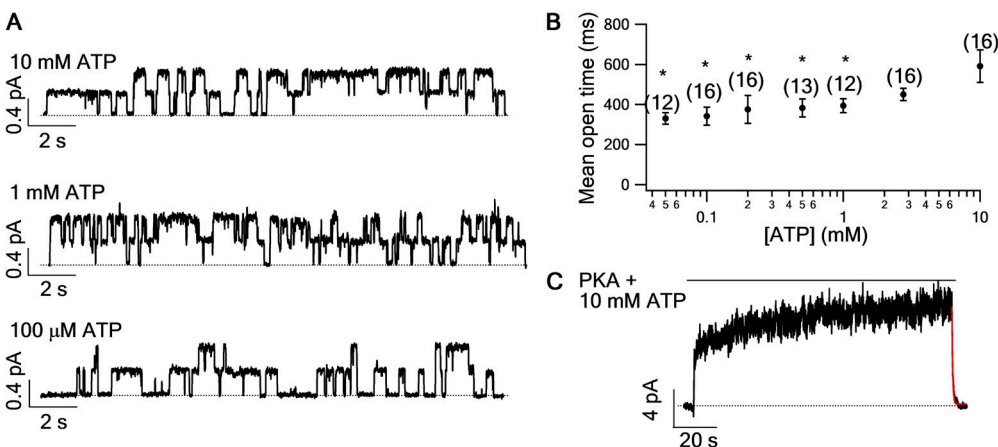 A
10 mM ATP
0.4 pA
2 s
1 mM ATP
0.4 pA
2 s
100 μM ATP
0.4 pA
2 s
B
Mean open time (ms)
800
600
400
200
0
* * * * *
(12) (16) (16) (13) (12) (16) (16)
4 5 6 0.1 2 3 4 5 6 1 2 3 4 5 6 10
[ATP] (mM)
C
PKA +
10 mM ATP
4 pA
20 s